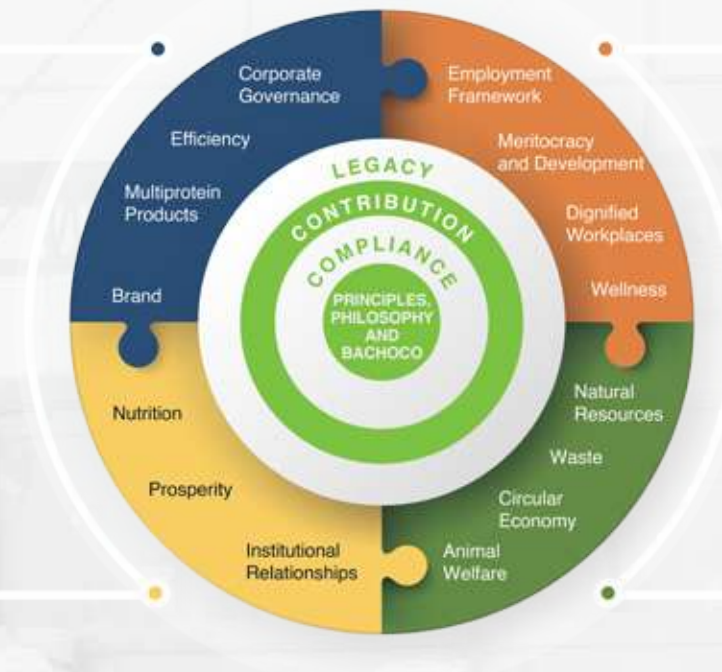 Corporate
Governance
Efficiency
Multiprotein
Products
Brand
Employment
Framework
Meritocracy
and Development
Dignified
Workplaces
Wellness
LEGACY
CONTRIBUTION
COMPLIANCE
PRINCIPLES,
PHILOSOPHY
AND
BACHOCO
Nutrition
Prosperity
Institutional
Relationships
Natural
Resources
Waste
Circular
Economy
Animal
Welfare